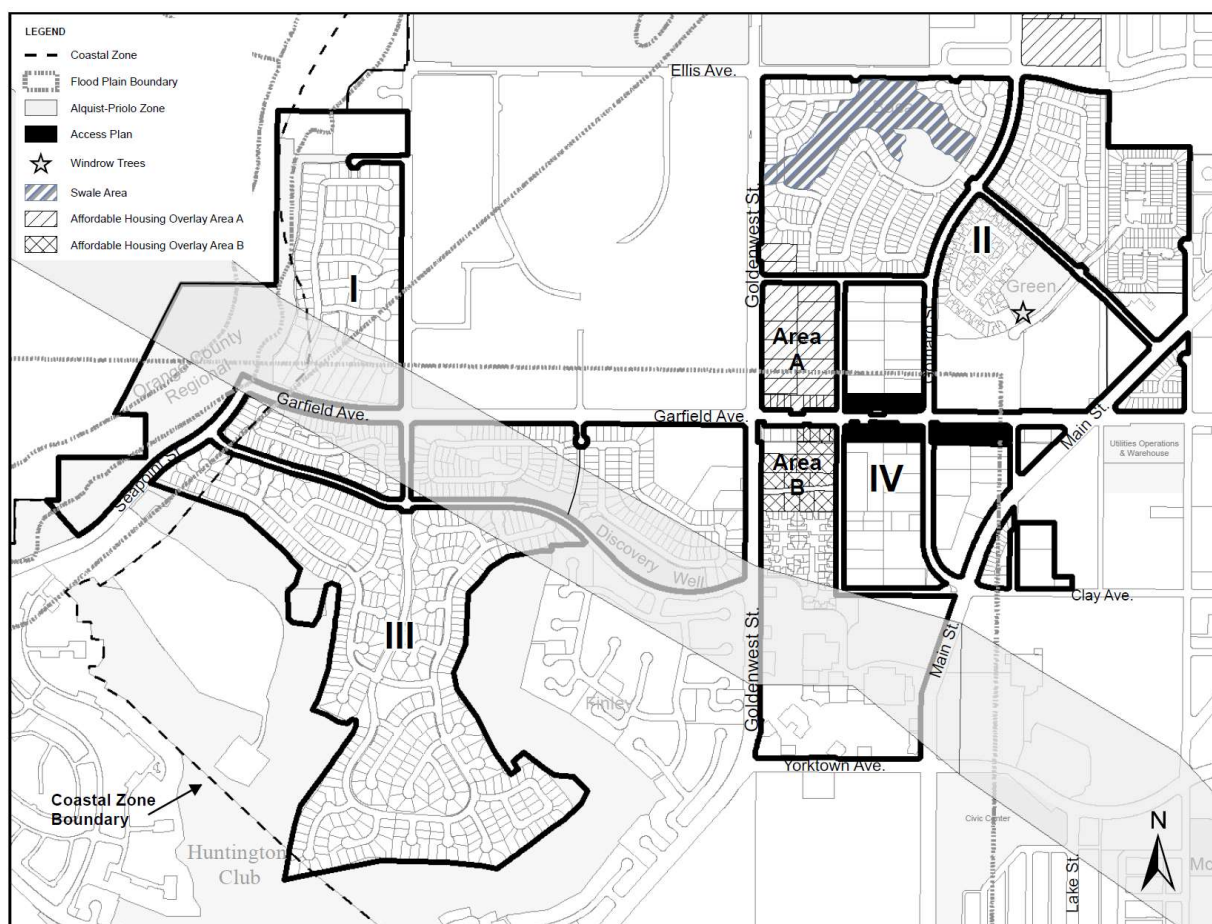 LEGEND
Coastal Zone
Flood Plain Boundary
Alquist-Priolo Zone
Access Plan
Windrow Trees
Swale Area
Affordable Housing Overlay Area A
Affordable Housing Overlay Area B
Ellis Ave.
Goldenwest St.
I
II
Green
Area
A
Orange County
Regional
Garfield Ave.
Garfield Ave.
Main St.
Seapoint St.
Area
B
IV
Utilities Operations
& Warehouse
Discovery Well
Clay Ave.
III
Goldenwest St.
Main St.
Finley
Yorktown Ave.
Coastal Zone
Boundary
Huntington
Club
Civic Center
N
Lake St.